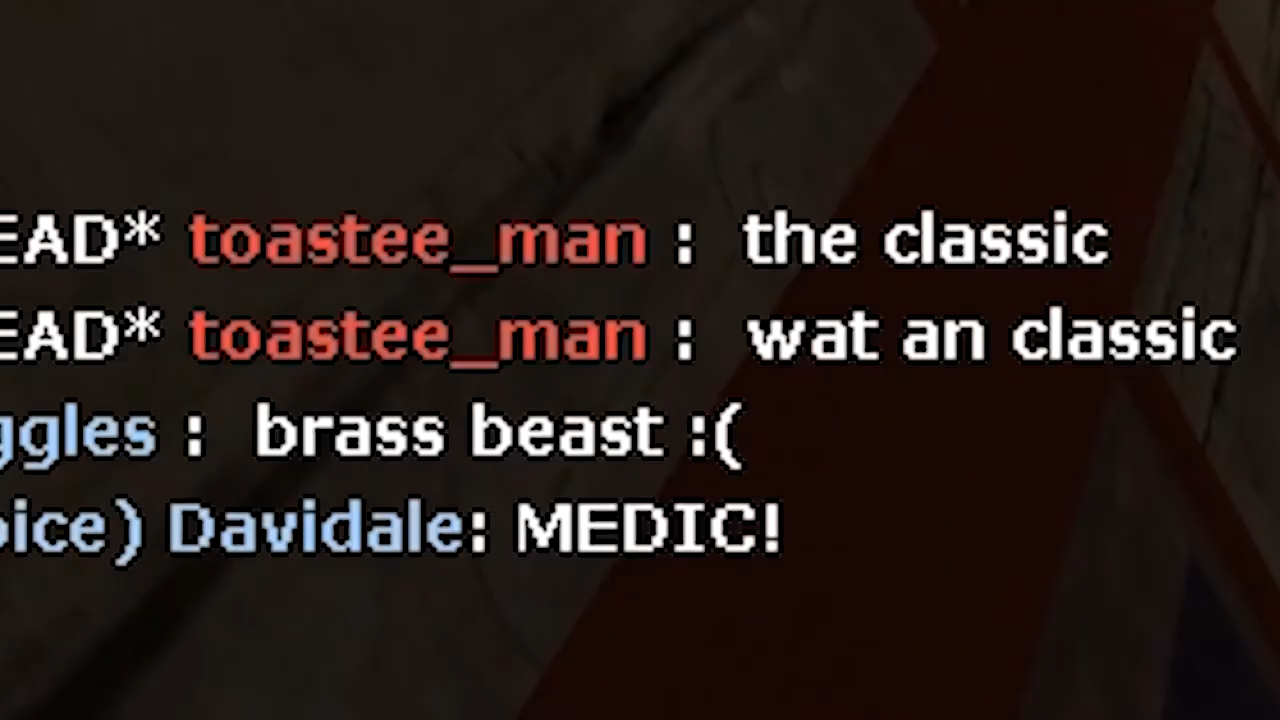 EAD* toastee_man :  the classic
EAD* toastee_man :  wat an classic
ggles :  brass beast :(
oice) Davidale: MEDIC!